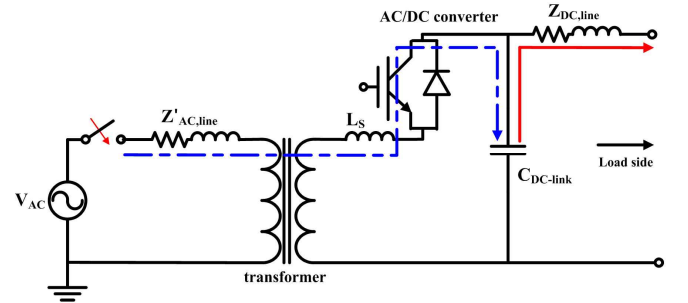 AC/DC converter
Z_DC,line
Z'_AC,line
L_S
V_AC
C_DC-link
Load side
transformer